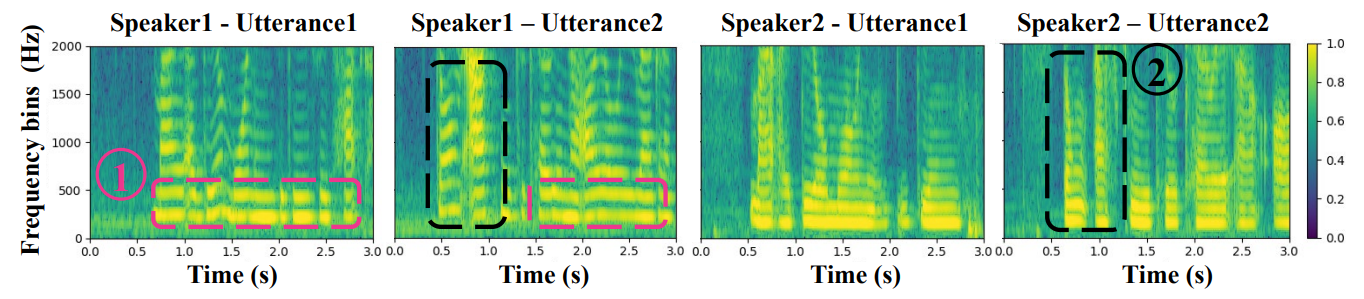 Speaker1 - Utterance1
Speaker1 – Utterance2
Speaker2 - Utterance1
Speaker2 – Utterance2
Frequency bins (Hz)
2000
1500
1000
500
0
1
2
0.0 0.5 1.0 1.5 2.0 2.5 3.0
0.0 0.5 1.0 1.5 2.0 2.5 3.0
0.0 0.5 1.0 1.5 2.0 2.5 3.0
0.0 0.5 1.0 1.5 2.0 2.5 3.0
Time (s)
Time (s)
Time (s)
Time (s)
1.0
0.8
0.6
0.4
0.2
0.0